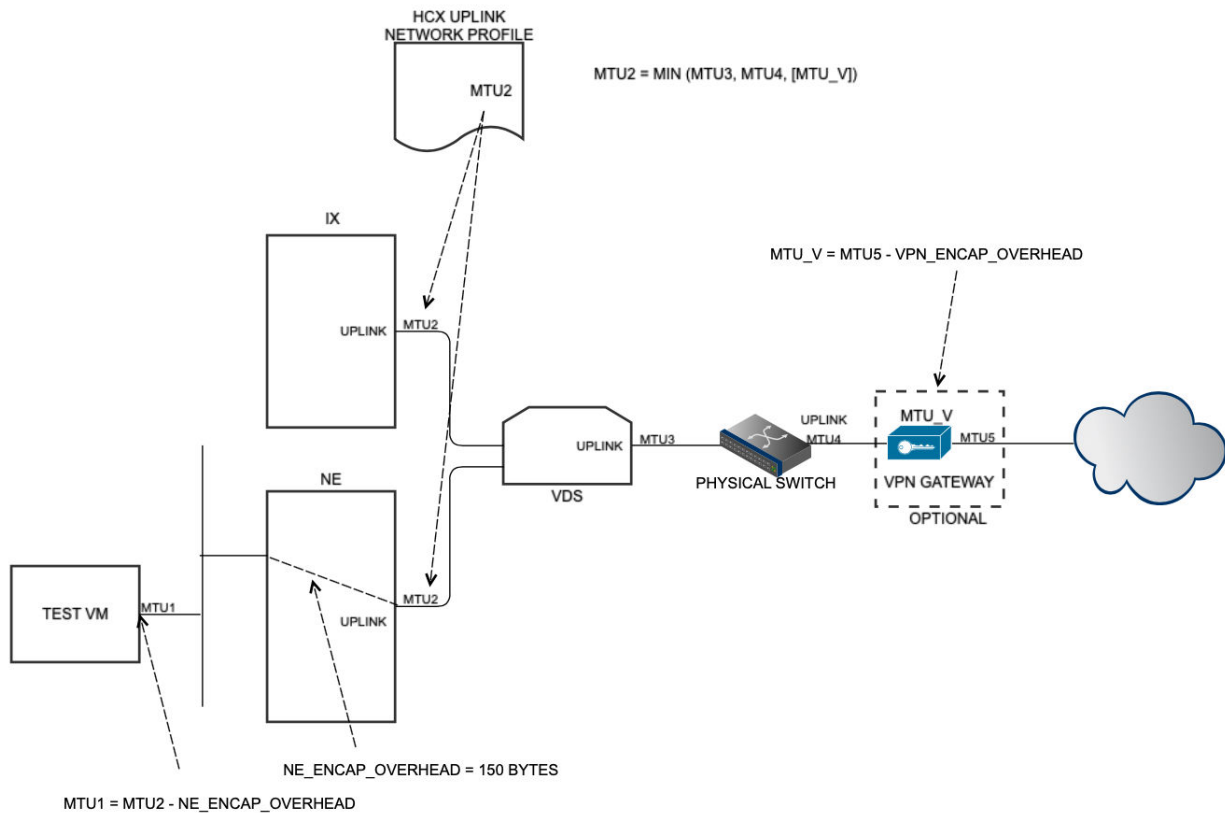 HCX UPLINK
NETWORK PROFILE
MTU2 = MIN (MTU3, MTU4, [MTU_V])
MTU2
IX
MTU_V = MTU5 - VPN_ENCAP_OVERHEAD
UPLINK
MTU2
UPLINK
MTU_V
UPLINK
MTU3
MTU4
MTU5
NE
VDS
PHYSICAL SWITCH
VPN GATEWAY
OPTIONAL
TEST VM
MTU1
MTU2
UPLINK
NE_ENCAP_OVERHEAD = 150 BYTES
MTU1 = MTU2 - NE_ENCAP_OVERHEAD